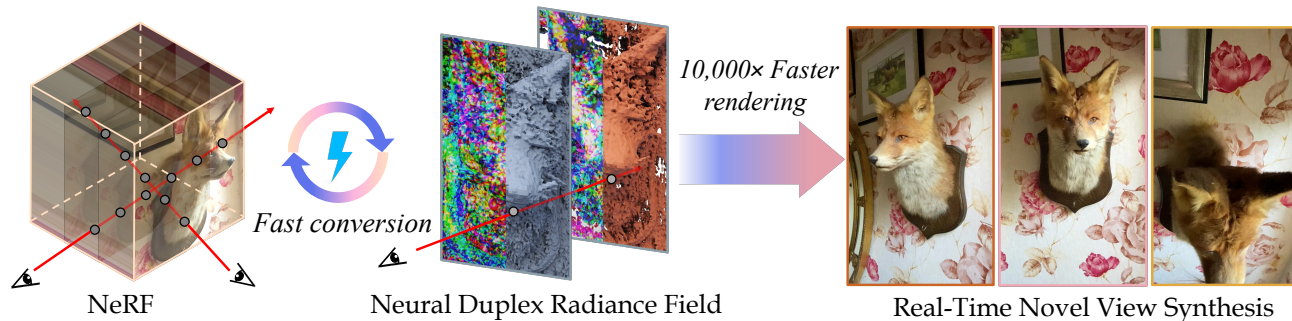 NeRF
Fast conversion
Neural Duplex Radiance Field
10,000× Faster
rendering
Real-Time Novel View Synthesis